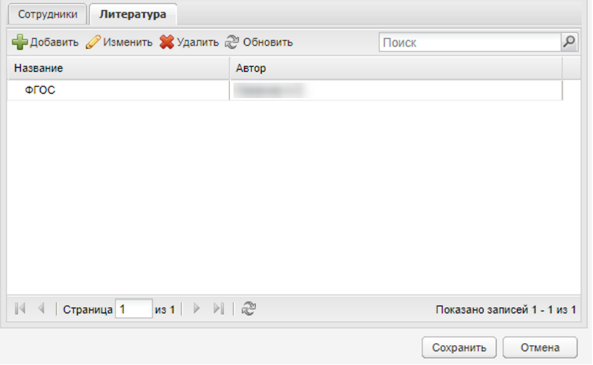 Сотрудники Литература
Добавить Изменить Удалить Обновить Поиск
Название Автор
ФГОС
Страница 1 из 1 Показано записей 1 - 1 из 1
Сохранить Отмена